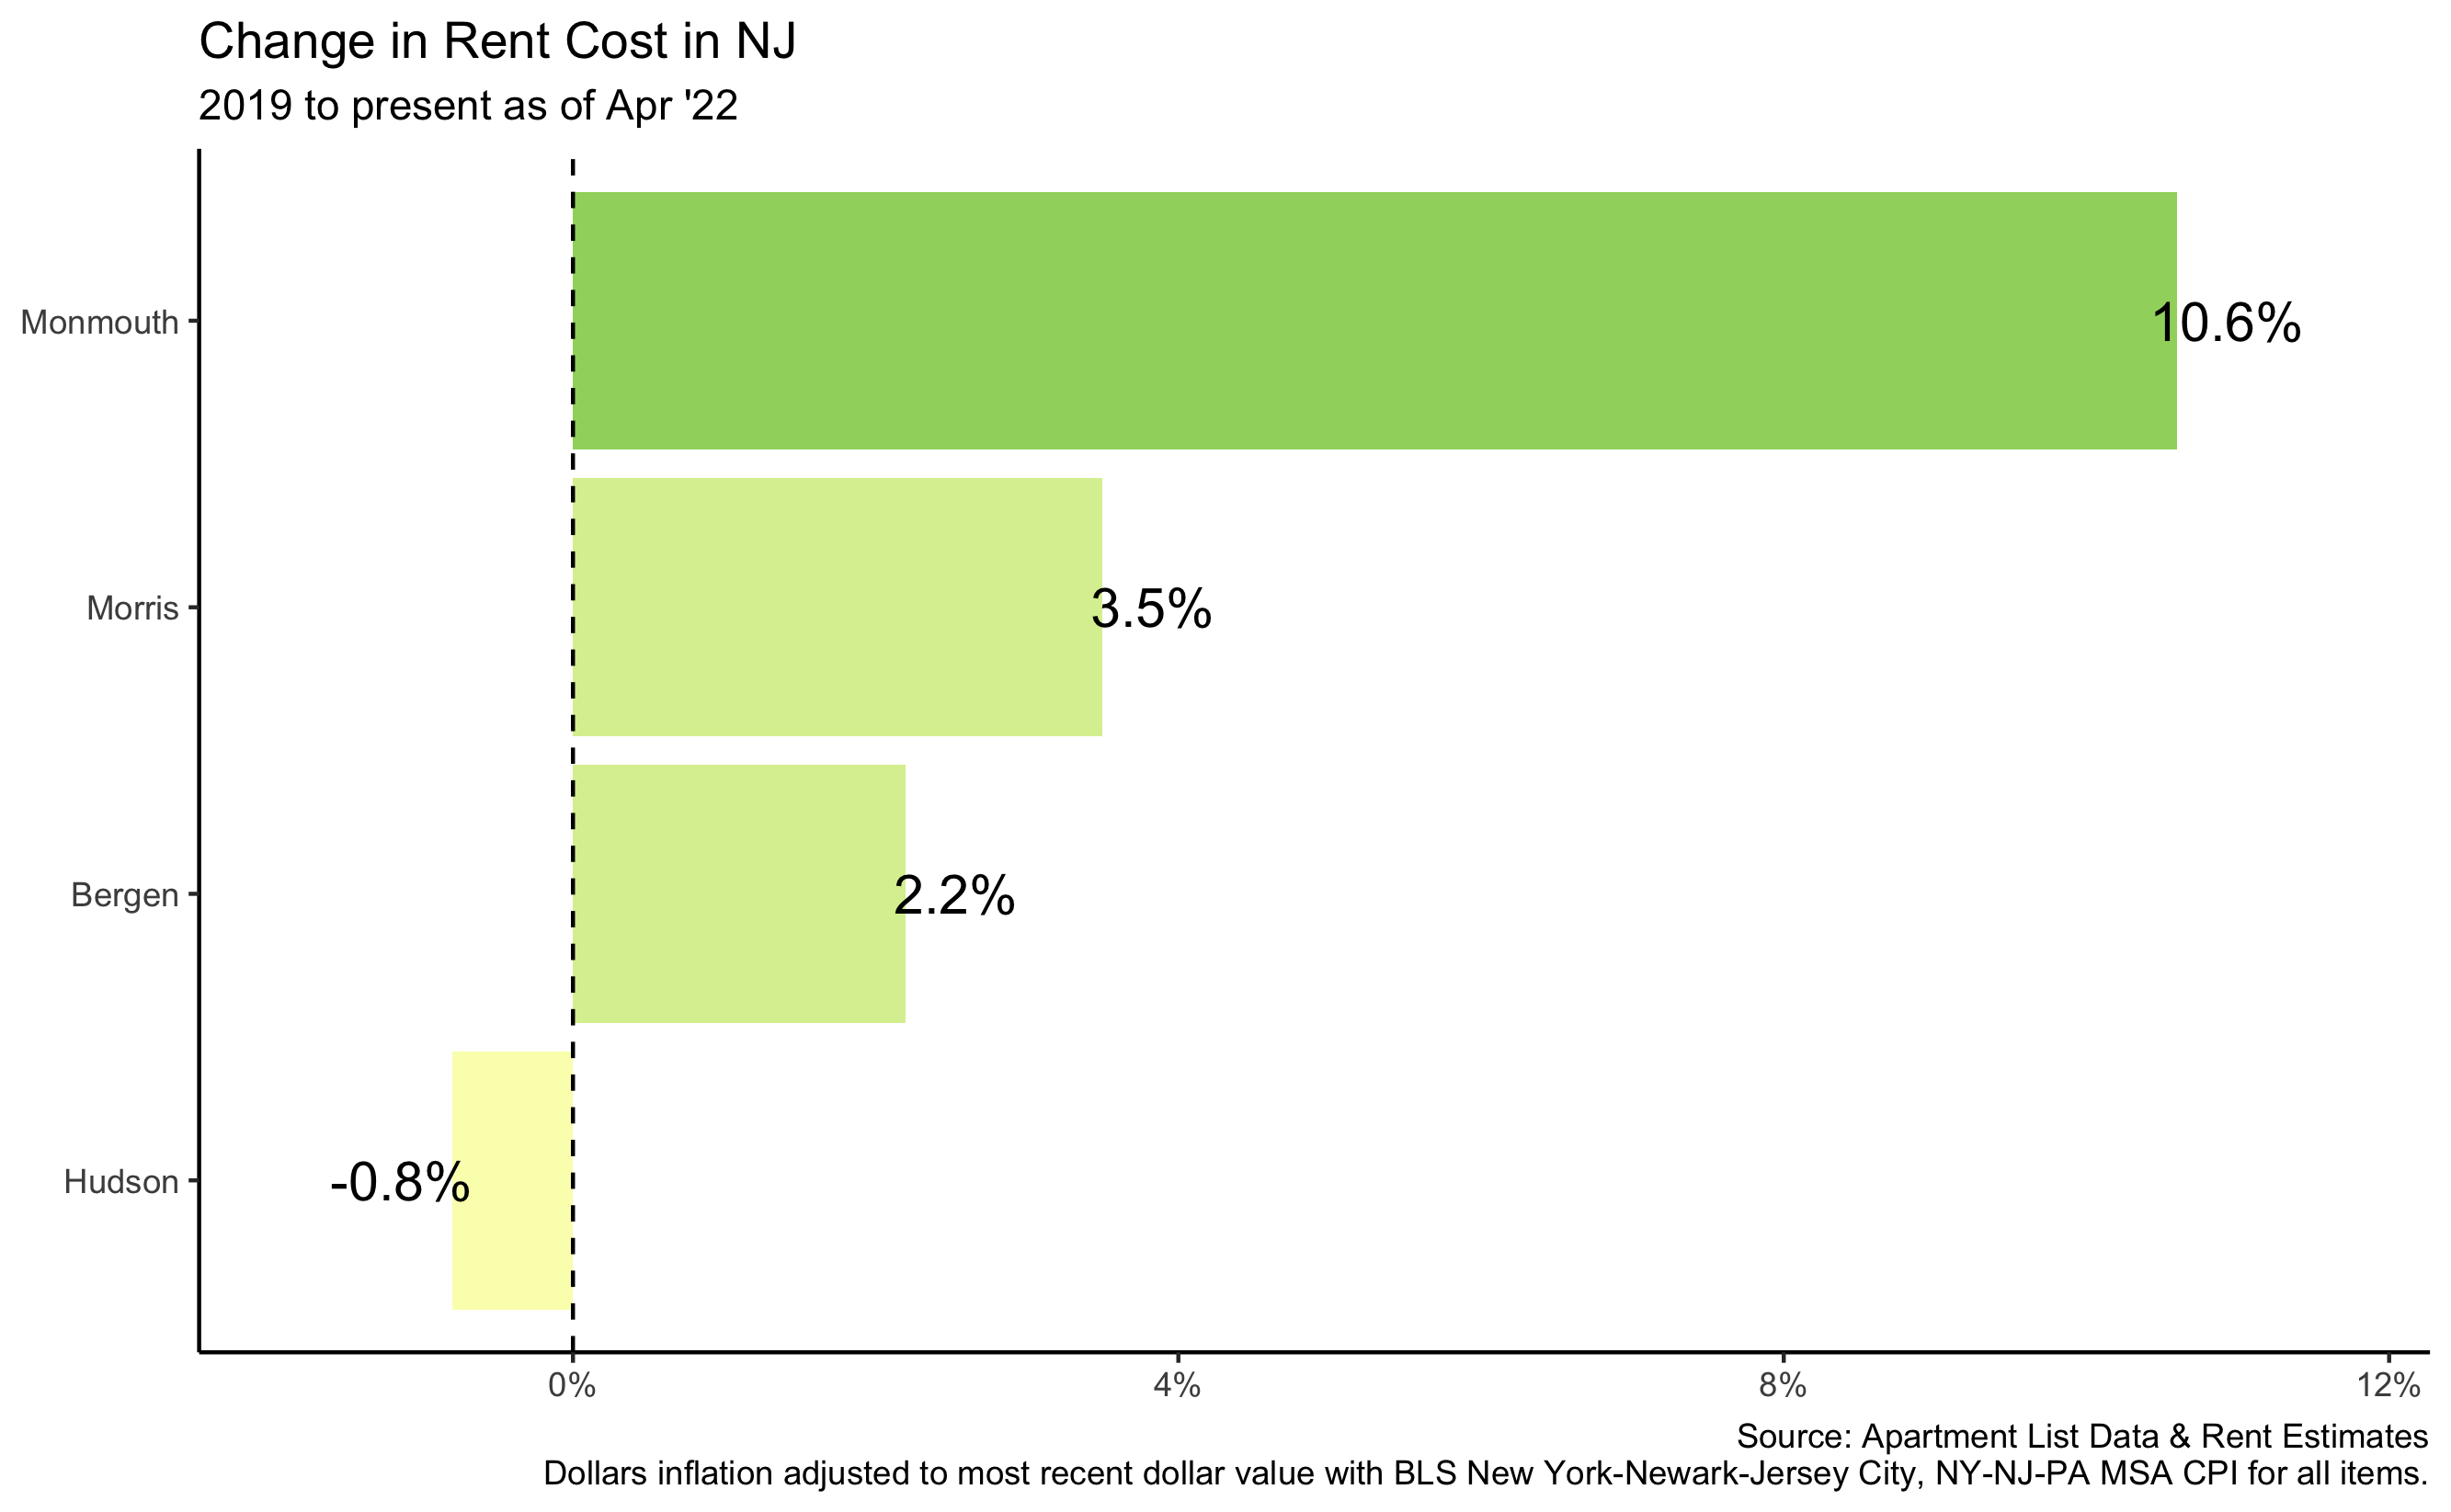 Change in Rent Cost in NJ
2019 to present as of Apr '22
Monmouth
10.6%
Morris
3.5%
Bergen
2.2%
Hudson
-0.8%
0%
4%
8%
12%
Source: Apartment List Data & Rent Estimates
Dollars inflation adjusted to most recent dollar value with BLS New York-Newark-Jersey City, NY-NJ-PA MSA CPI for all items.